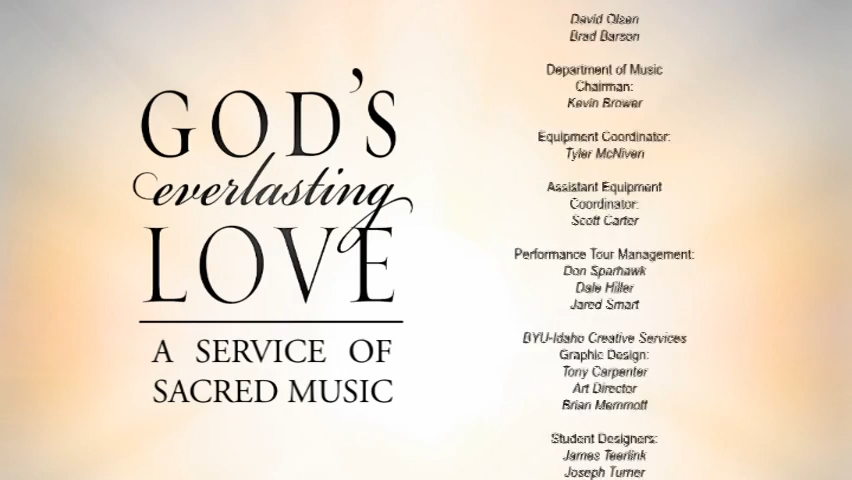 GOD'S
everlasting
LOVE
A SERVICE OF
SACRED MUSIC
David Olsen
Brad Barson
Department of Music
Chairman:
Kevin Brower
Equipment Coordinator:
Tyler McNiven
Assistant Equipment
Coordinator:
Scott Carter
Performance Tour Management:
Don Sparhawk
Dale Hiller
Jared Smart
BYU-Idaho Creative Services
Graphic Design:
Tony Carpenter
Art Director
Brian Memmott
Student Designers:
James Teerlink
Joseph Turner